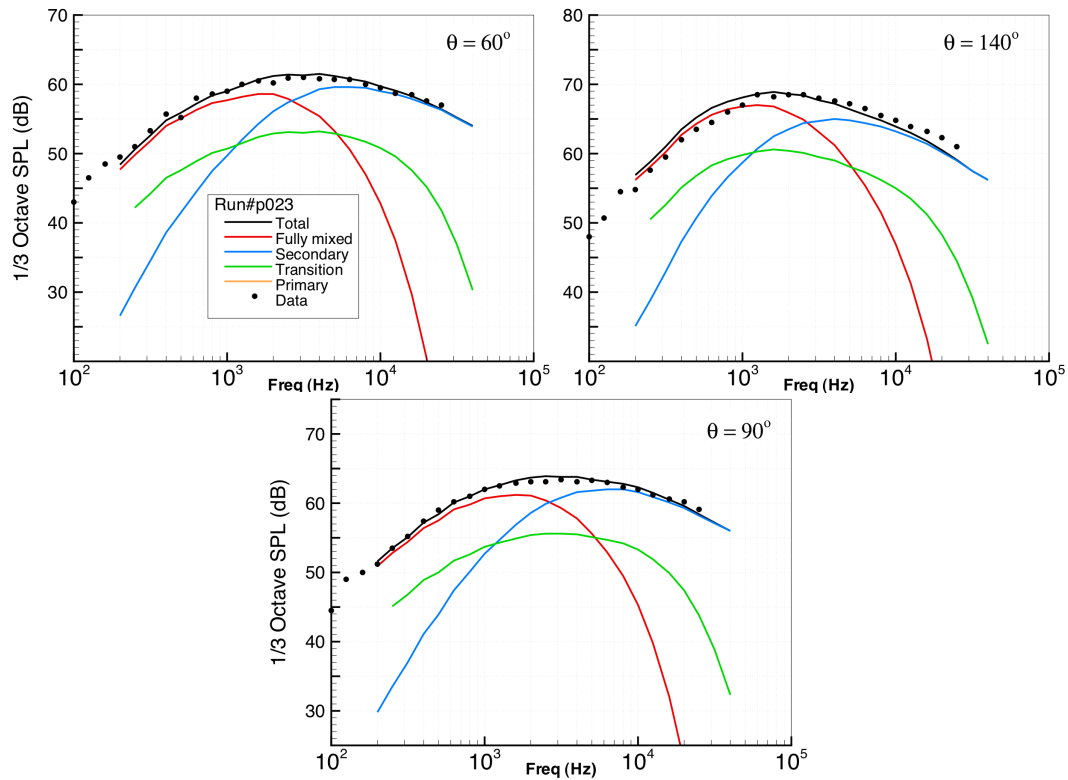 70
60
50
40
30
1/3 Octave SPL (dB)
θ = 60°
Run#p023
Total
Fully mixed
Secondary
Transition
Primary
Data
10² 10³ 10⁴ 10⁵
Freq (Hz)
80
70
60
50
40
θ = 140°
10² 10³ 10⁴ 10⁵
Freq (Hz)
70
60
50
40
30
1/3 Octave SPL (dB)
θ = 90°
10² 10³ 10⁴ 10⁵
Freq (Hz)